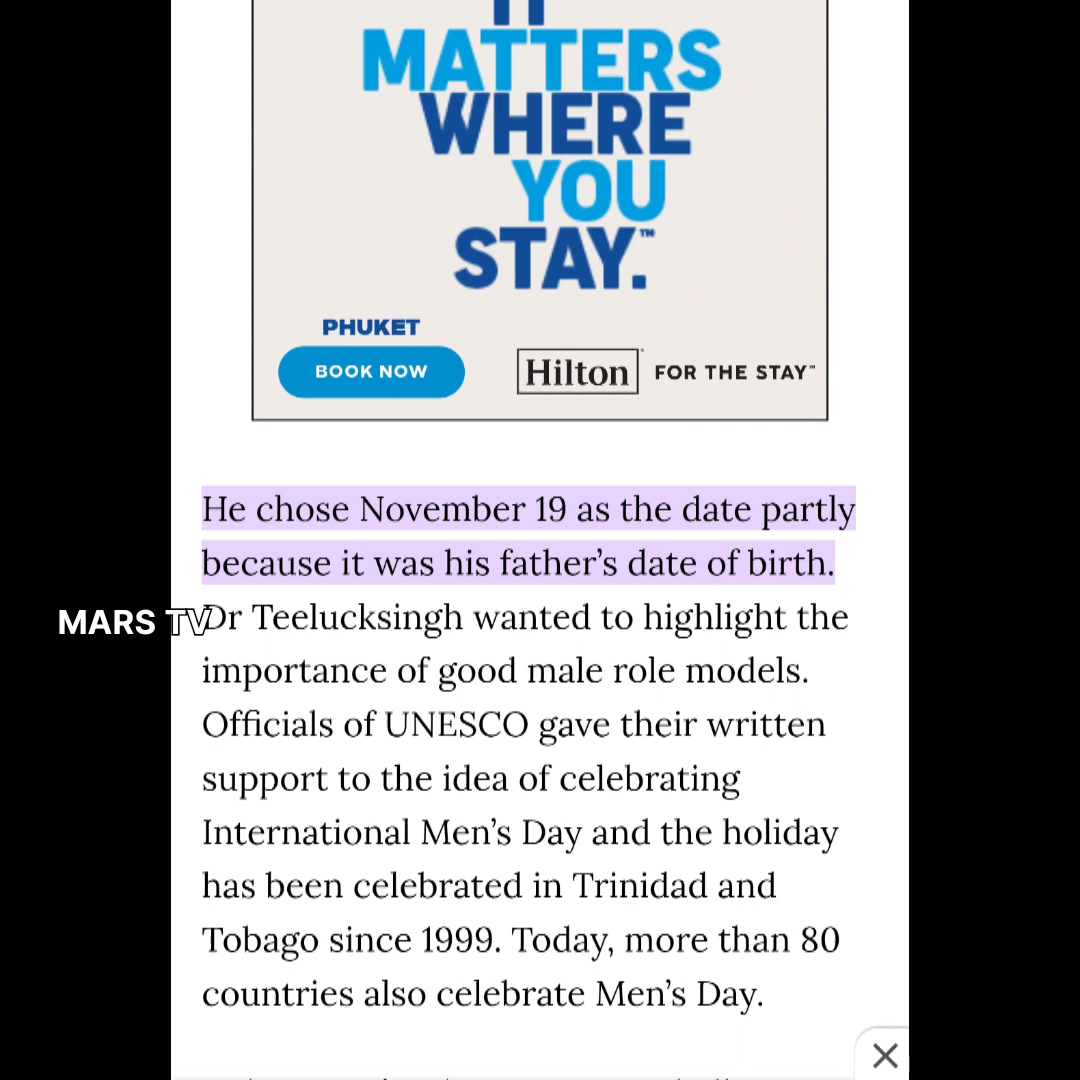 MATTERS
WHERE
YOU
STAY.™
PHUKET
BOOK NOW
Hilton FOR THE STAY™
He chose November 19 as the date partly
because it was his father’s date of birth.
MARS TV
Dr Teelucksingh wanted to highlight the
importance of good male role models.
Officials of UNESCO gave their written
support to the idea of celebrating
International Men’s Day and the holiday
has been celebrated in Trinidad and
Tobago since 1999. Today, more than 80
countries also celebrate Men’s Day.